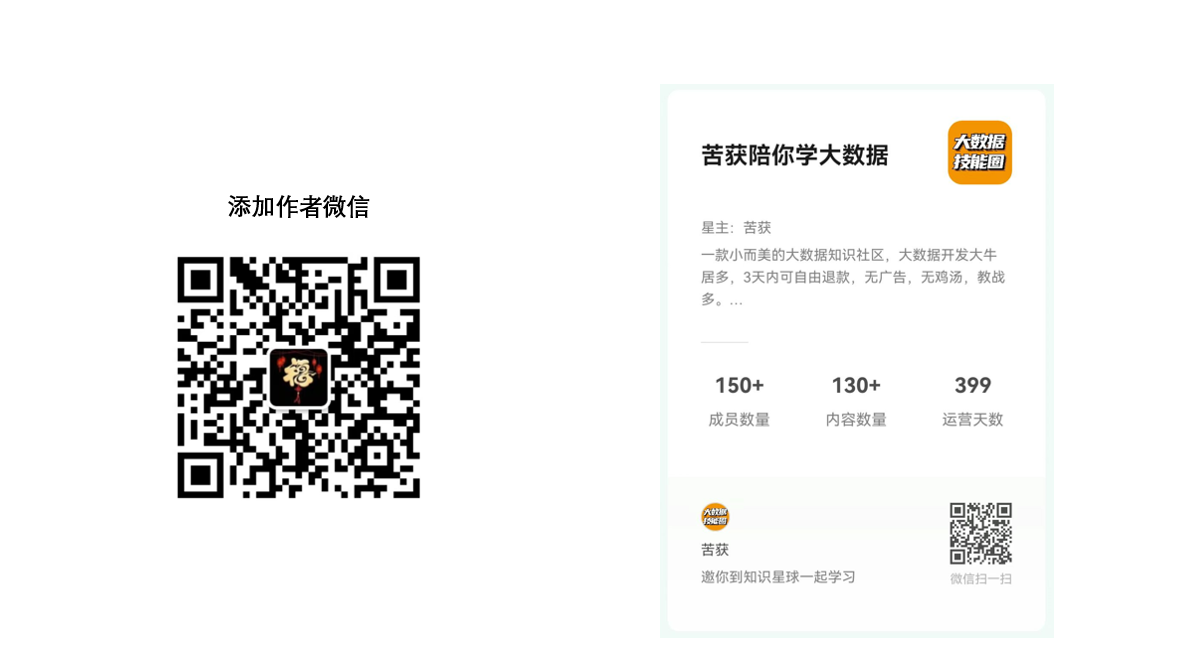 添加作者微信
福
苦获陪你学大数据
大数据
技能圈
星主：苦获
一款小而美的大数据知识社区，大数据开发大牛
居多，3天内可自由退款，无广告，无鸡汤，教战
多。...
150+
130+
399
成员数量
内容数量
运营天数
大数据
技能圈
苦获
邀你到知识星球一起学习
微信扫一扫